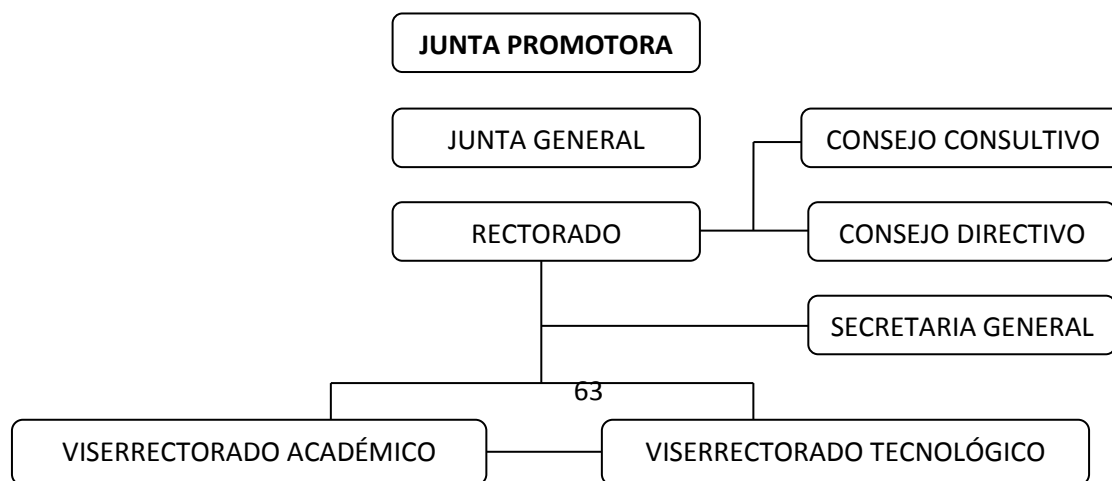 JUNTA PROMOTORA
JUNTA GENERAL
CONSEJO CONSULTIVO
RECTORADO
CONSEJO DIRECTIVO
SECRETARIA GENERAL
63
VISERRECTORADO ACADÉMICO
VISERRECTORADO TECNOLÓGICO